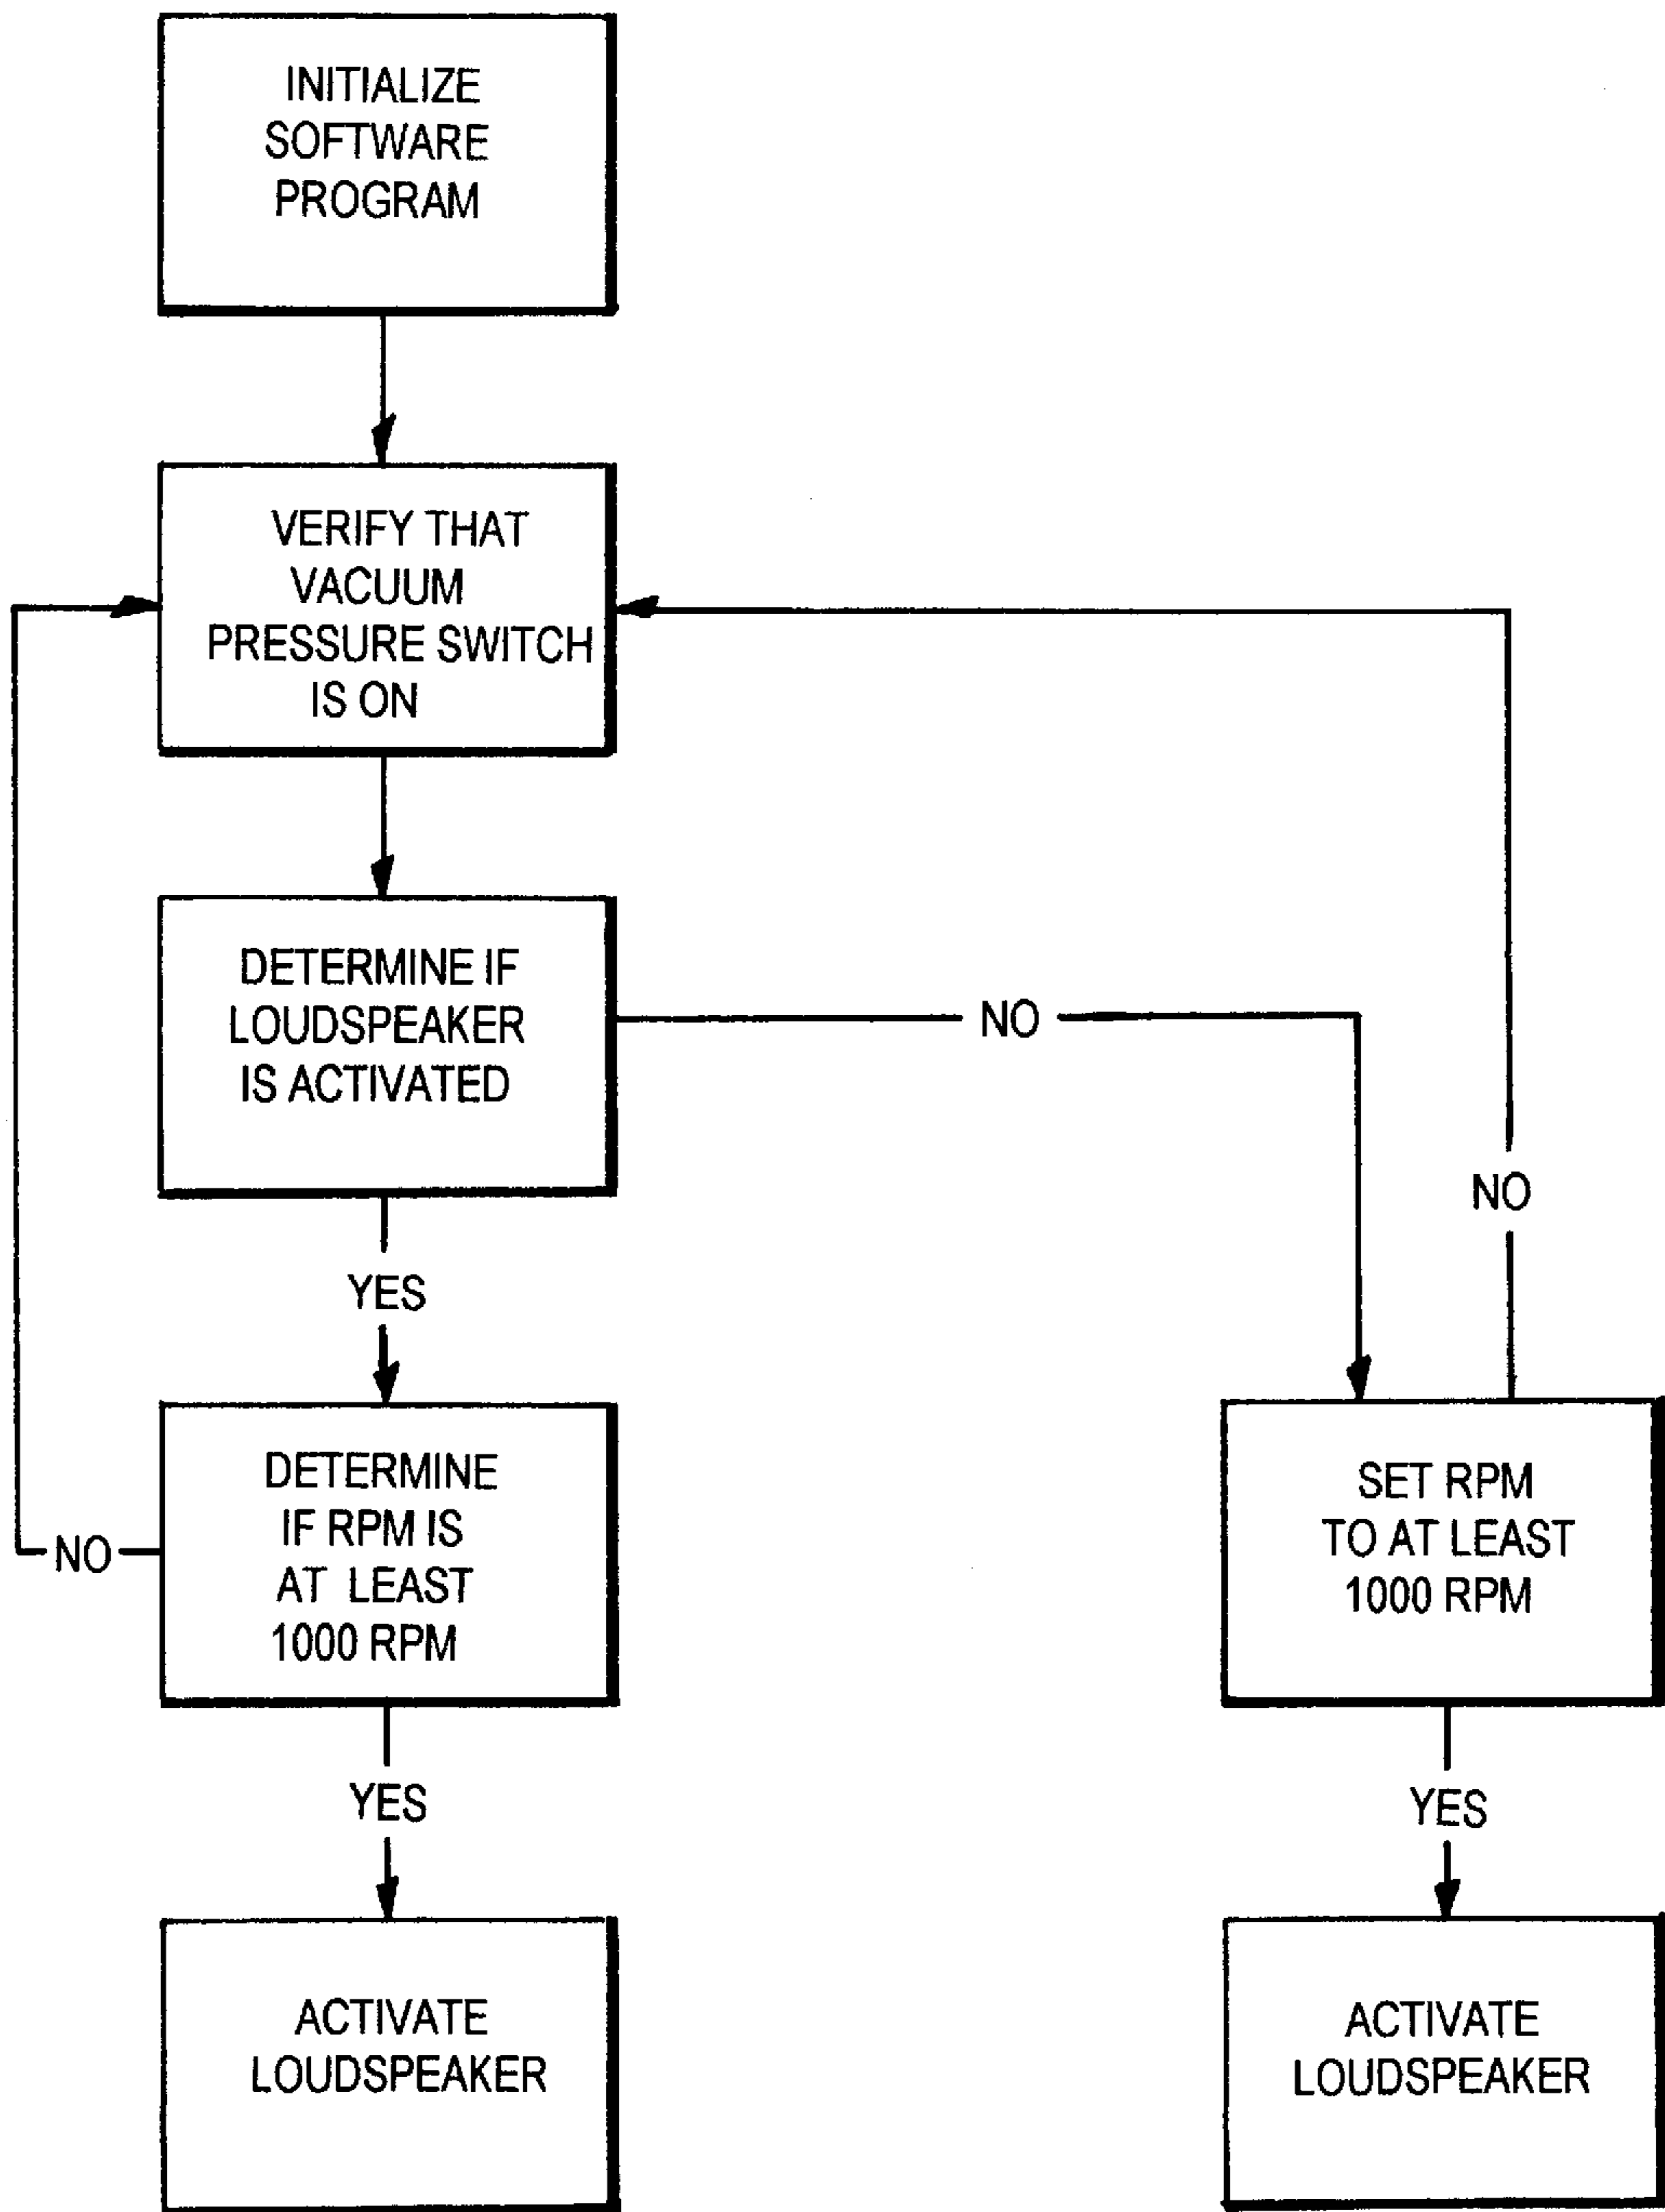 INITIALIZE
SOFTWARE
PROGRAM
VERIFY THAT
VACUUM
PRESSURE SWITCH
IS ON
DETERMINE IF
LOUDSPEAKER
IS ACTIVATED
NO
NO
YES
DETERMINE
IF RPM IS
AT LEAST
1000 RPM
NO
SET RPM
TO AT LEAST
1000 RPM
YES
YES
ACTIVATE
LOUDSPEAKER
ACTIVATE
LOUDSPEAKER